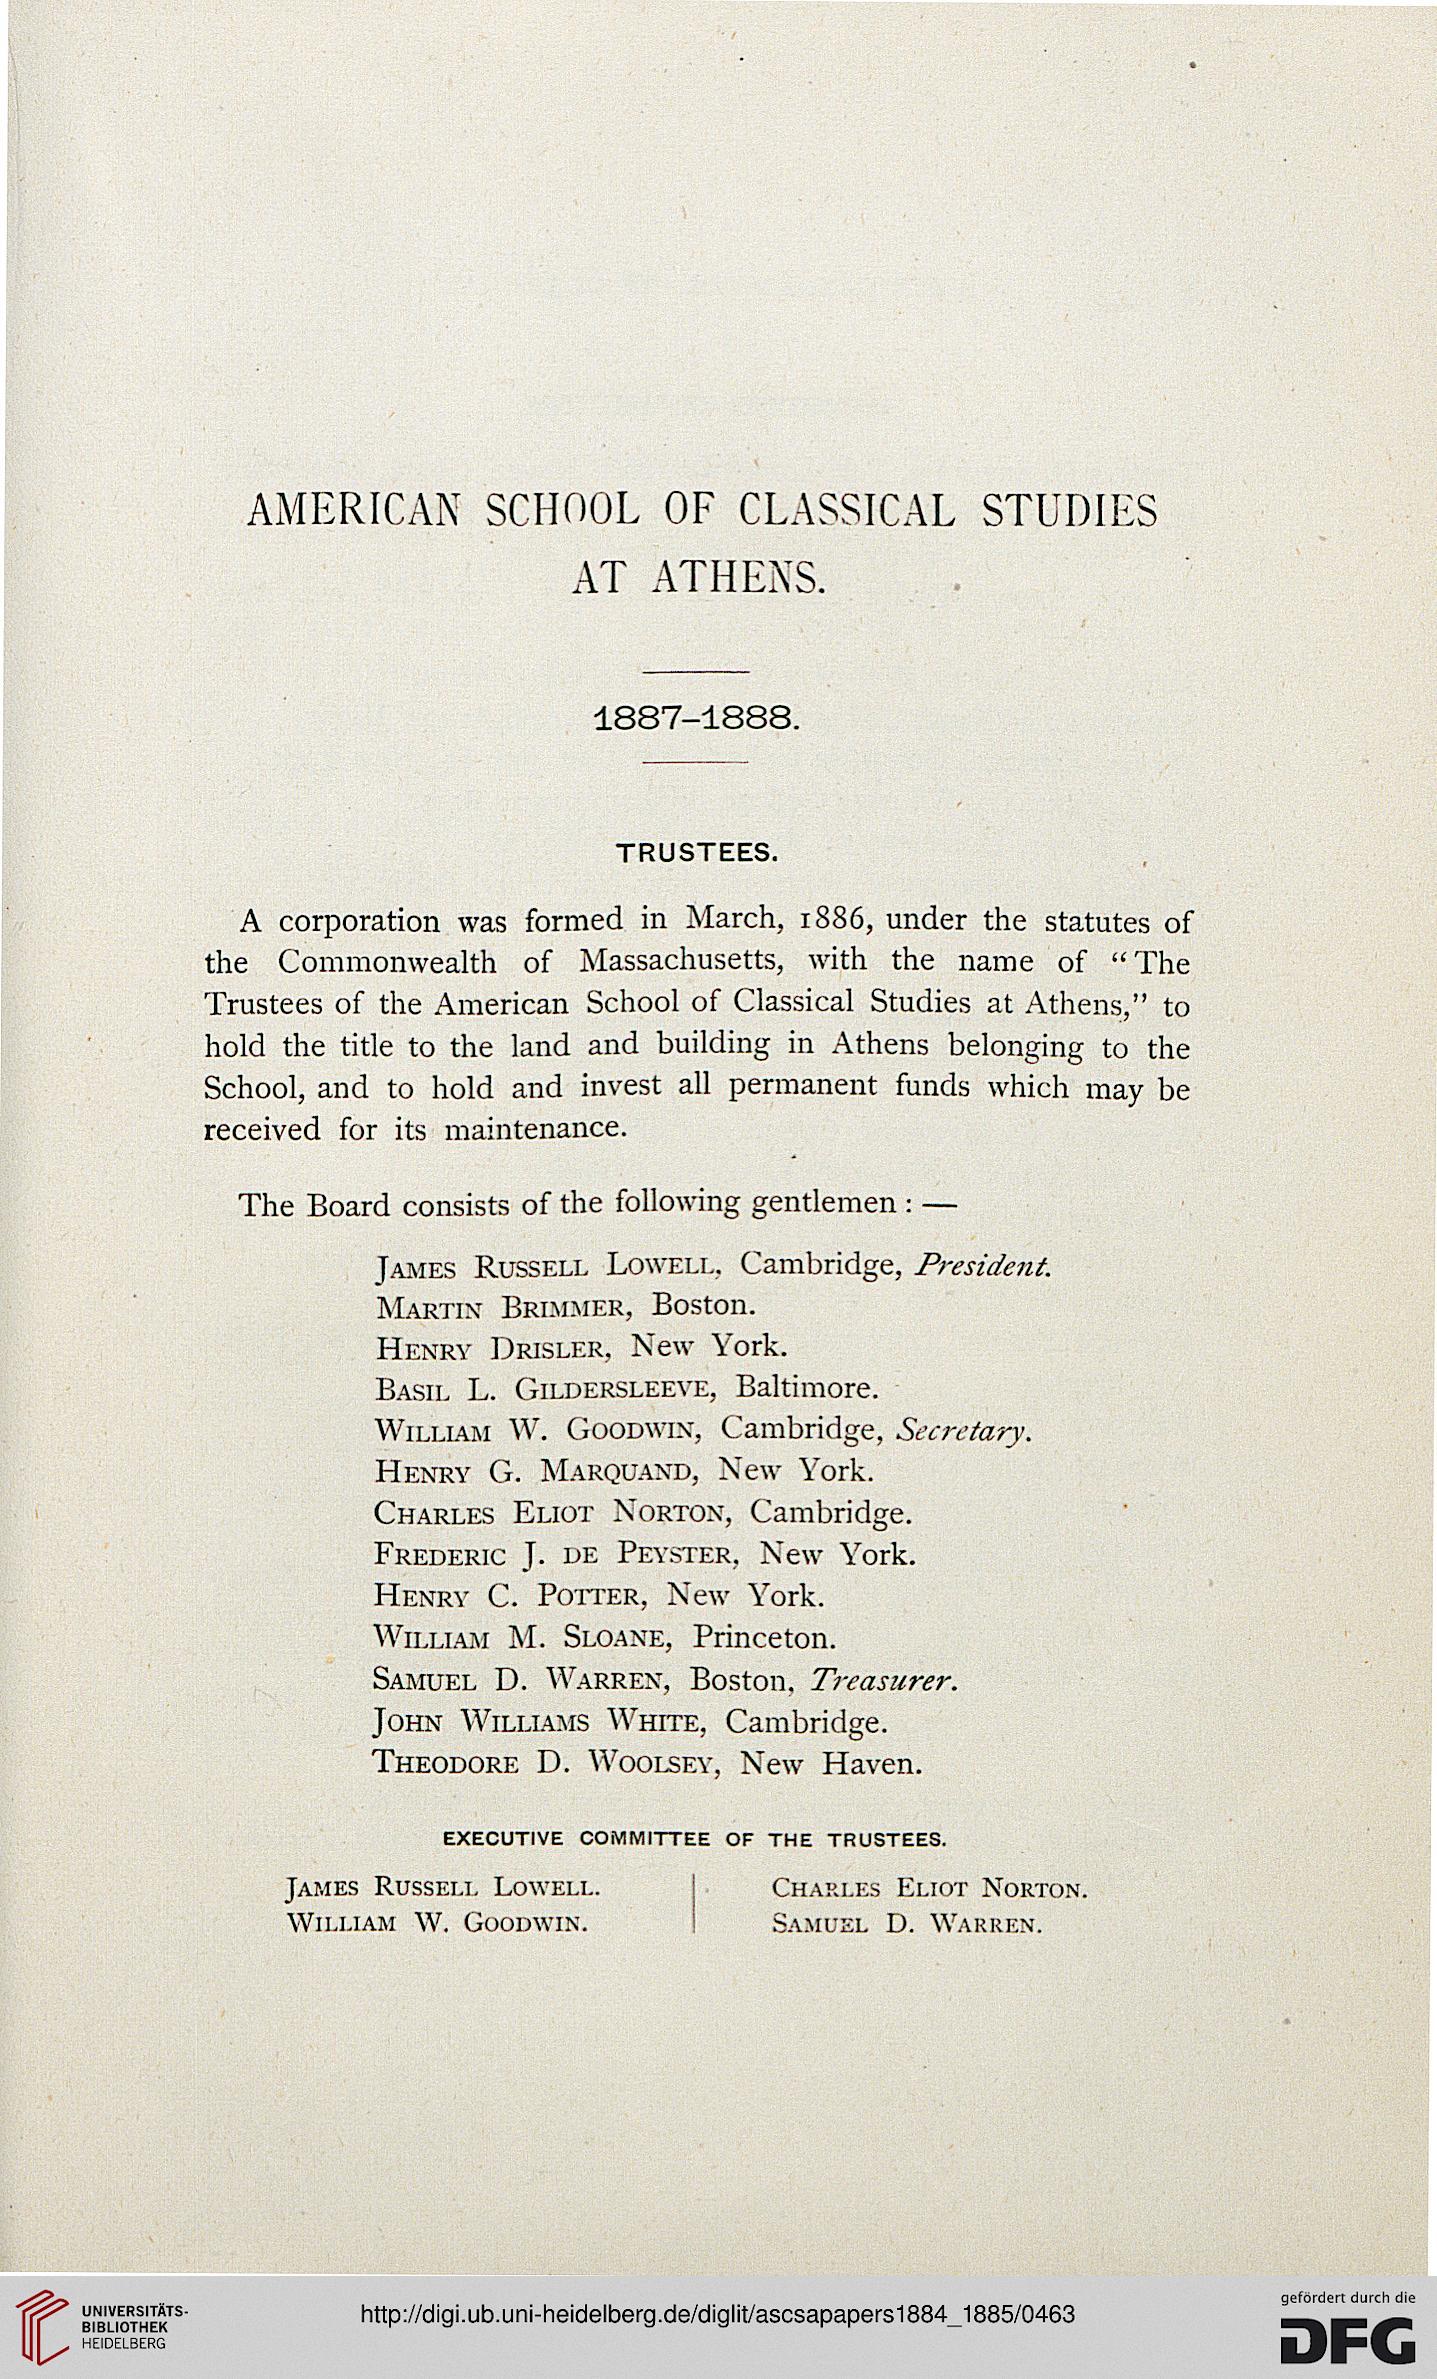 AMERICAN SCHOOL OF CLASSICAL STUDIES
AT ATHENS.
1887–1888.
TRUSTEES.
A corporation was formed in March, 1886, under the statutes of
the Commonwealth of Massachusetts, with the name of “The
Trustees of the American School of Classical Studies at Athens,” to
hold the title to the land and building in Athens belonging to the
School, and to hold and invest all permanent funds which may be
received for its maintenance.
The Board consists of the following gentlemen : —
JAMES RUSSELL LOWELL, Cambridge, President.
MARTIN BRIMMER, Boston.
HENRY DRISLER, New York.
BASIL L. GILDERSLEEVE, Baltimore.
WILLIAM W. GOODWIN, Cambridge, Secretary.
HENRY G. MARQUAND, New York.
CHARLES ELIOT NORTON, Cambridge.
FREDERIC J. DE PEYSTER, New York.
HENRY C. POTTER, New York.
WILLIAM M. SLOANE, Princeton.
SAMUEL D. WARREN, Boston, Treasurer.
JOHN WILLIAMS WHITE, Cambridge.
THEODORE D. WOOLSEY, New Haven.
EXECUTIVE COMMITTEE OF THE TRUSTEES.
JAMES RUSSELL LOWELL.
WILLIAM W. GOODWIN.
CHARLES ELIOT NORTON.
SAMUEL D. WARREN.
UNIVERSITÄTS-
BIBLIOTHEK
HEIDELBERG
http://digi.ub.uni-heidelberg.de/diglit/ascsapapers1884_1885/0463
gefördert durch die
DFG